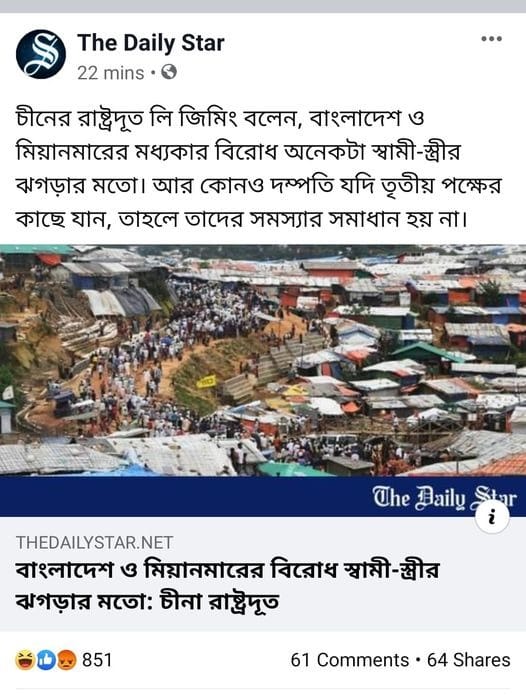 The Daily Star
22 mins •
চীনের রাষ্ট্রদূত লি জিমিং বলেন, বাংলাদেশ ও
মিয়ানমারের মধ্যকার বিরোধ অনেকটা স্বামী-স্ত্রীর
ঝগড়ার মতো। আর কোনও দম্পতি যদি তৃতীয় পক্ষের
কাছে যান, তাহলে তাদের সমস্যার সমাধান হয় না।
The Daily Star
THEDAILYSTAR.NET
বাংলাদেশ ও মিয়ানমারের বিরোধ স্বামী-স্ত্রীর
ঝগড়ার মতো: চীনা রাষ্ট্রদূত
851
61 Comments • 64 Shares